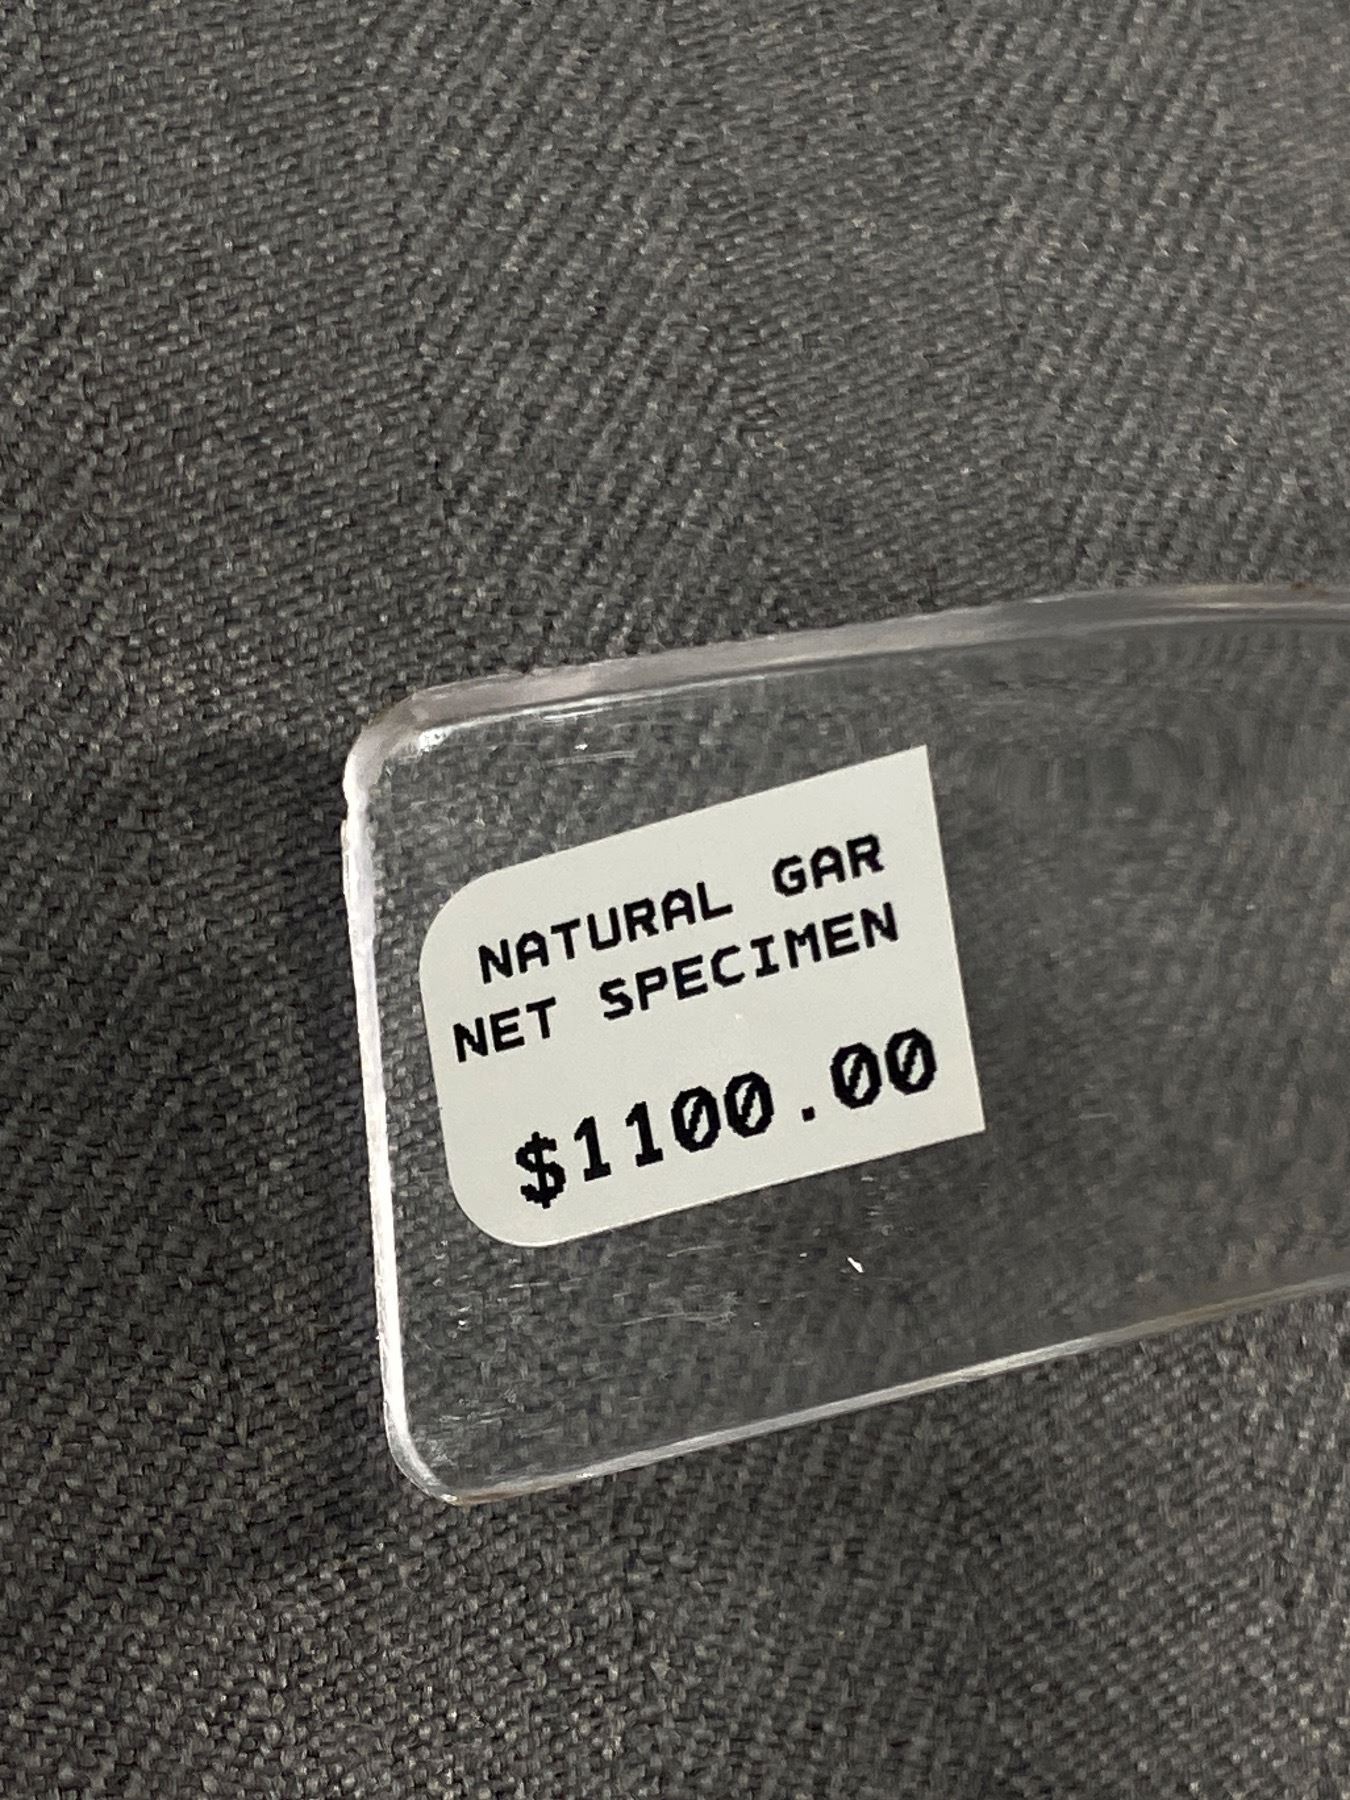 NATURAL GAR
NET SPECIMEN
$1100.00